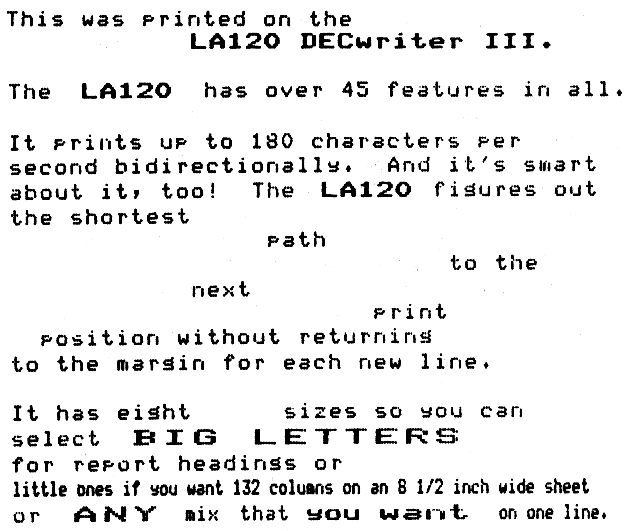 This was printed on the
LA120 DECwriter III.
The LA120 has over 45 features in all.
It prints up to 180 characters per
second bidirectionally. And it's smart
about it, too! The LA120 figures out
the shortest
path
to the
next
print
position without returning
to the margin for each new line.
It has eight sizes so you can
select BIG LETTERS
for report headings or
little ones if you want 132 columns on an 8 1/2 inch wide sheet
or ANY mix that you want on one line.